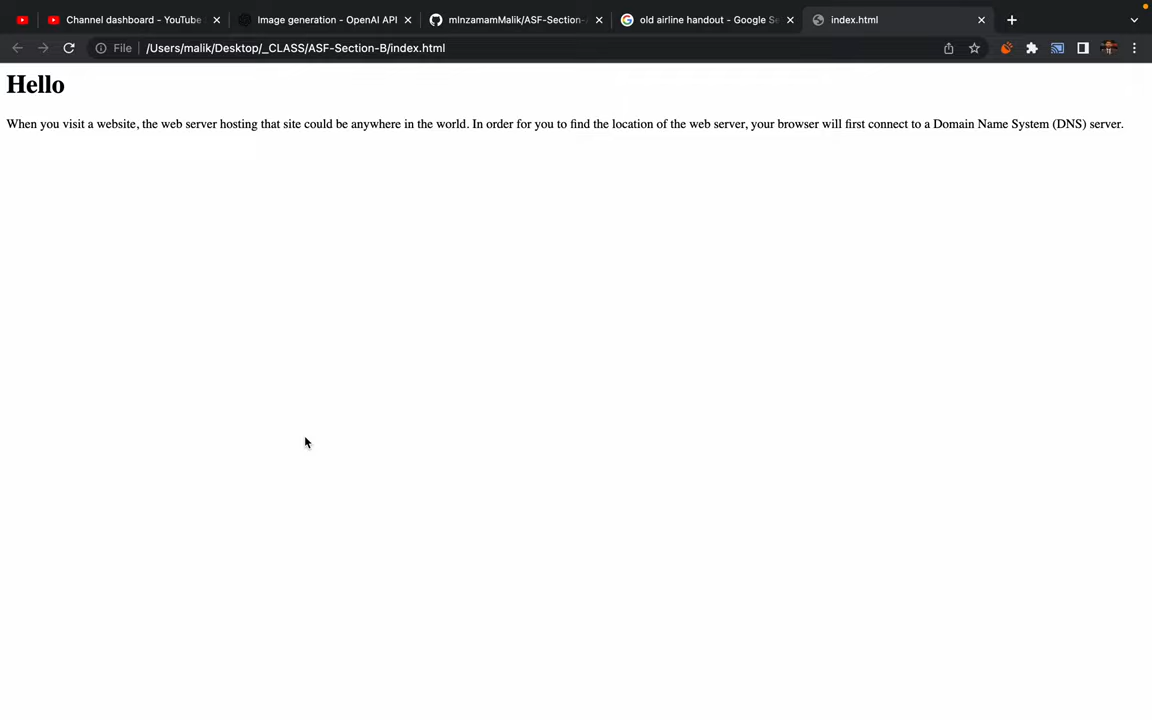 Channel dashboard - YouTube
Image generation - OpenAI API
mInzamamMalik/ASF-Section-
old airline handout - Google Se
index.html
File
/Users/malik/Desktop/_CLASS/ASF-Section-B/index.html
Hello
When you visit a website, the web server hosting that site could be anywhere in the world. In order for you to find the location of the web server, your browser will first connect to a Domain Name System (DNS) server.